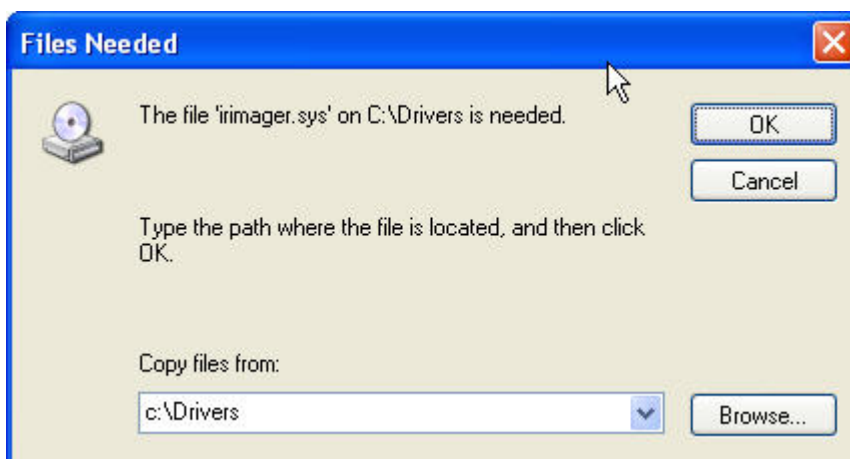 Files Needed
The file 'irimager.sys' on C:\Drivers is needed.
OK
Cancel
Type the path where the file is located, and then click
OK.
Copy files from:
c:\Drivers
Browse...